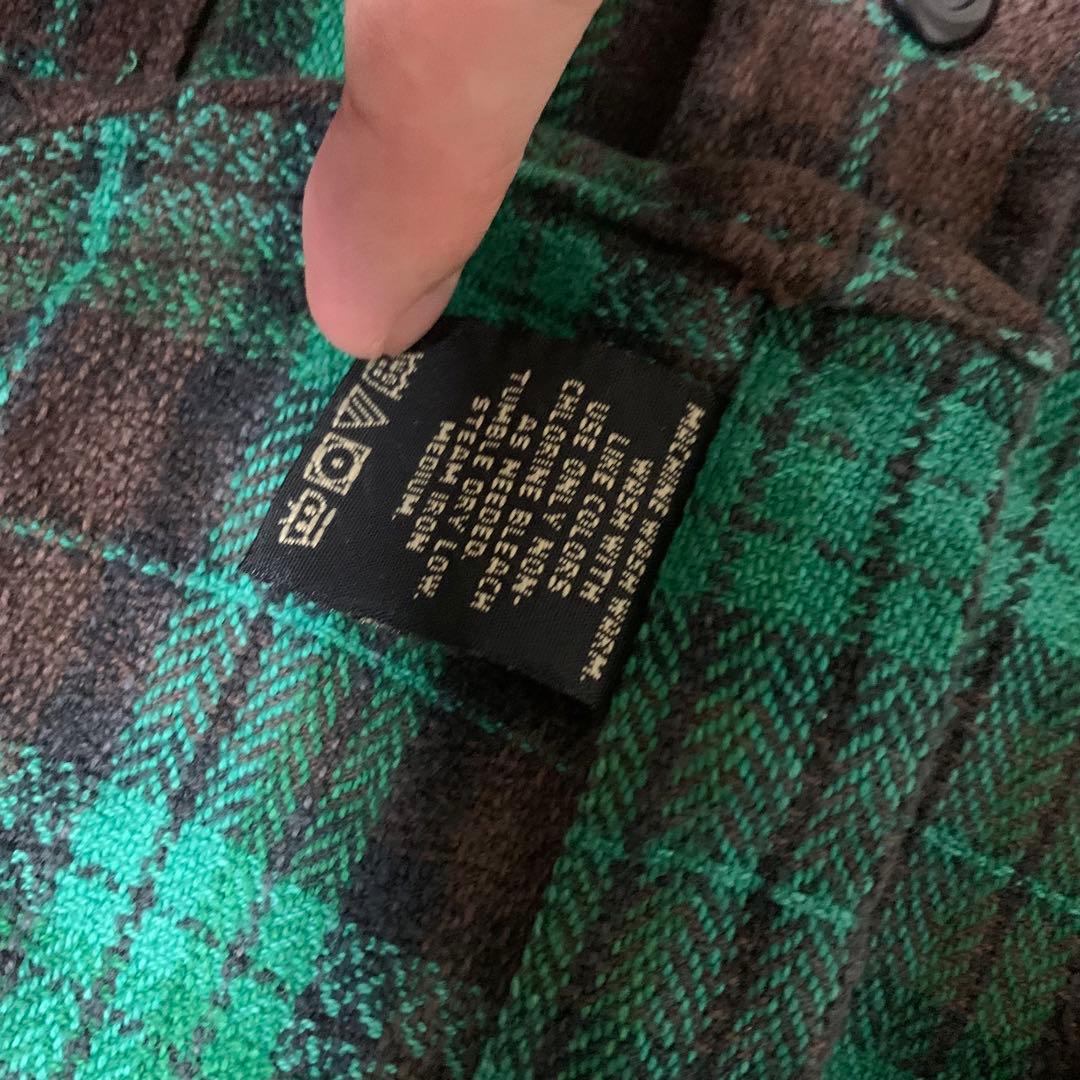 MACHINE WASH WARM.
WASH WITH
LIKE COLORS
USE ONLY NON-
CHLORINE BLEACH
AS NEEDED.
TUMBLE DRY LOW.
STEAM IRON
MEDIUM